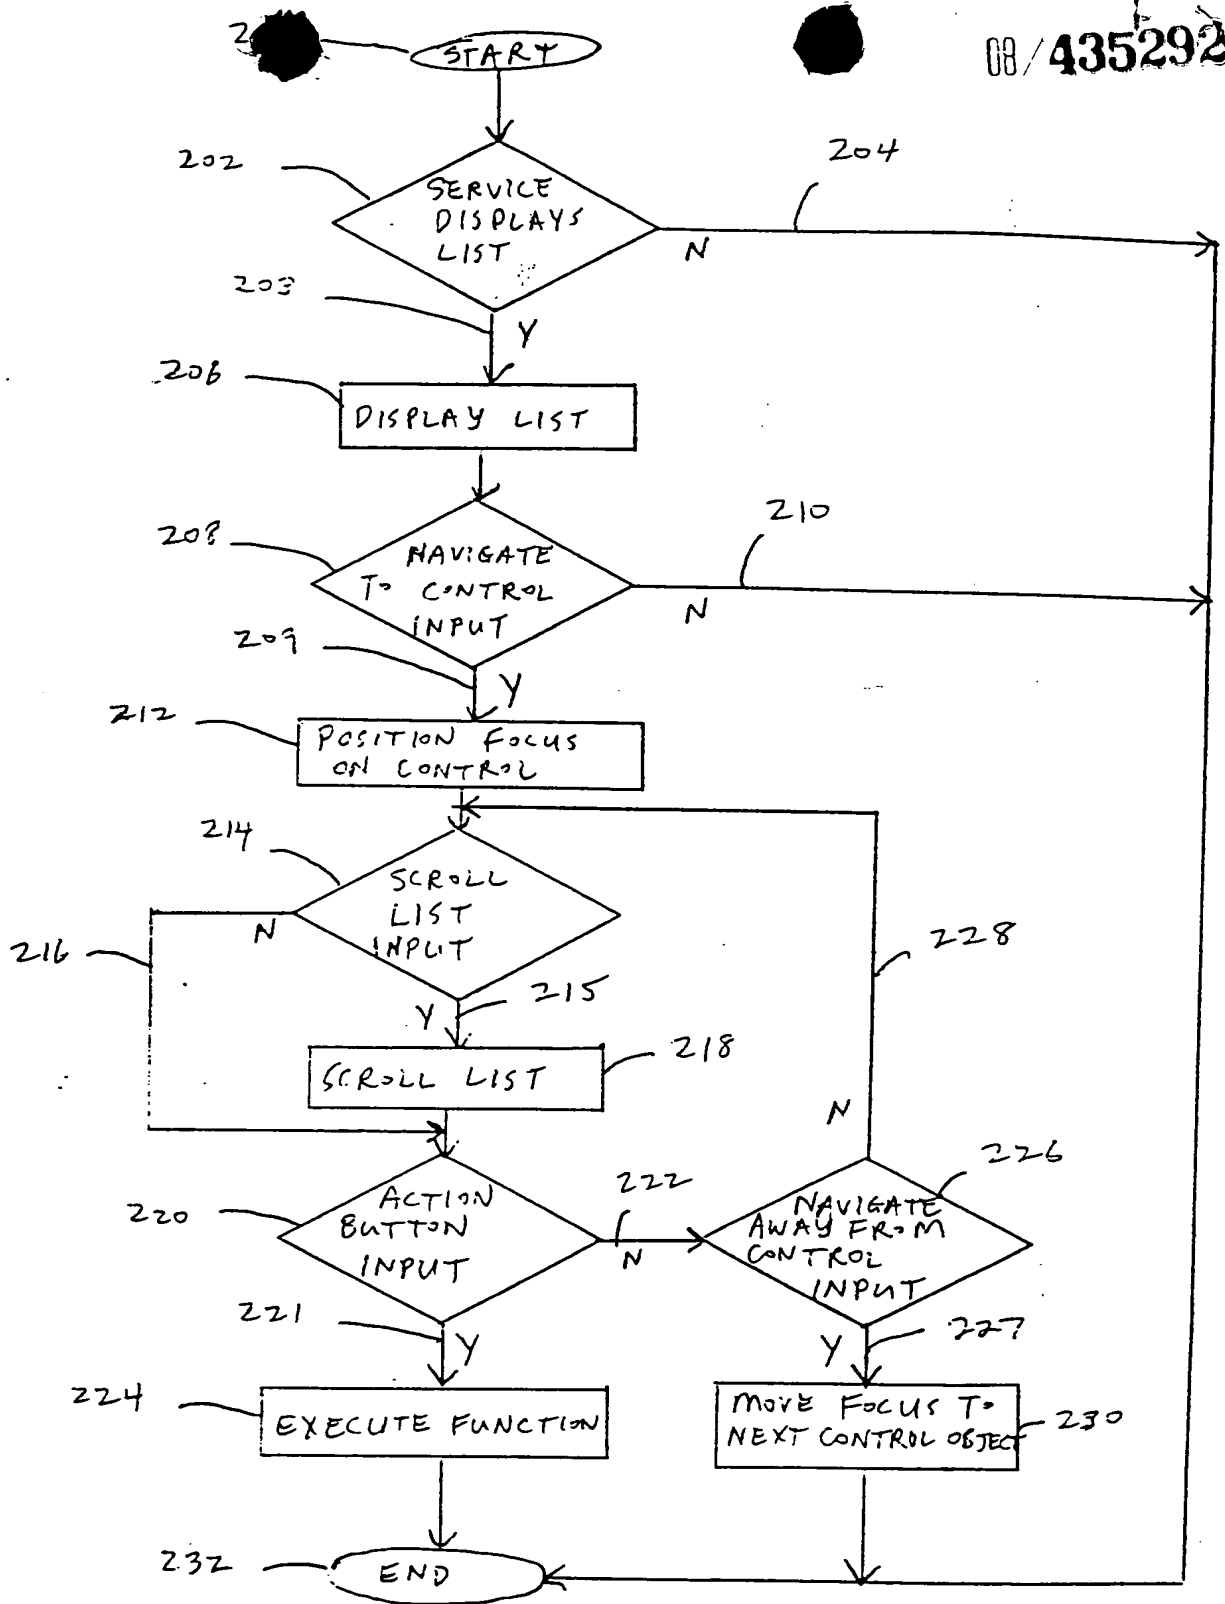 START
08/435292
202
SERVICE
DISPLAYS
LIST
204
N
203
Y
206
DISPLAY LIST
208
NAVIGATE
TO CONTROL
INPUT
210
N
209
Y
212
POSITION FOCUS
ON CONTROL
214
SCROLL
LIST
INPUT
N
216
228
215
Y
SCROLL LIST
218
N
226
220
ACTION
BUTTON
INPUT
222
N
NAVIGATE
AWAY FROM
CONTROL
INPUT
221
Y
227
Y
224
EXECUTE FUNCTION
MOVE FOCUS TO
NEXT CONTROL OBJECT
230
232
END